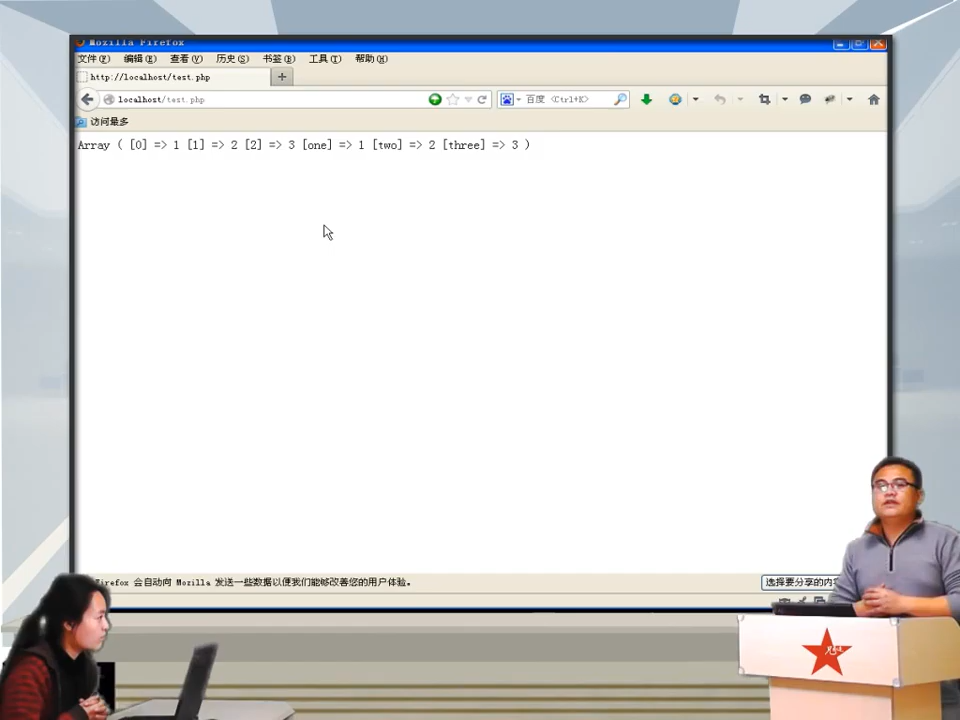 Mozilla Firefox
文件(F) 编辑(E) 查看(V) 历史(S) 书签(B) 工具(T) 帮助(H)
http://localhost/test.php
localhost/test.php 百度 <Ctrl+K>
访问最多
Array ( [0] => 1 [1] => 2 [2] => 3 [one] => 1 [two] => 2 [three] => 3 )
Firefox 会自动向 Mozilla 发送一些数据以便我们能够改善您的用户体验。 选择要分享的内容